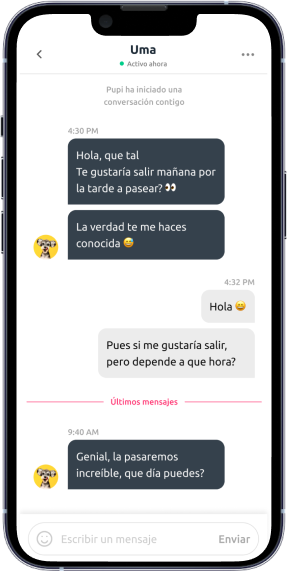 Uma
Activo ahora
Pupi ha iniciado una
conversación contigo
4:30 PM
Hola, que tal
Te gustaría salir mañana por
la tarde a pasear? 👀
La verdad te me haces
conocida 😅
4:32 PM
Hola 😄
Pues si me gustaría salir,
pero depende a que hora?
Últimos mensajes
9:40 AM
Genial, la pasaremos
increíble, que día puedes?
Escribir un mensaje
Enviar